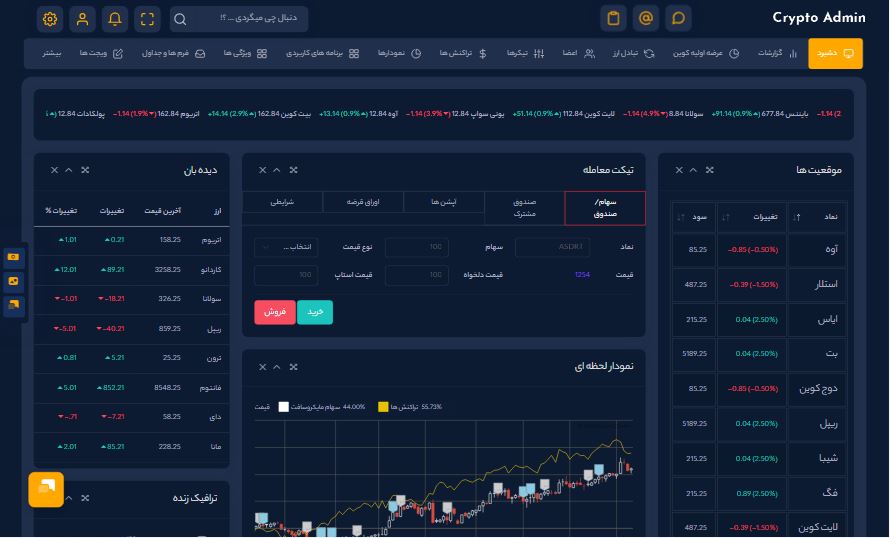 Crypto Admin
دنبال چی میگردی ... ؟!
دشبرد گزارشات عرضه اولیه کوین تبادل ارز اعضا تیکرها تراکنش ها نمودارها برنامه های کاربردی ویژگی ها فرم ها و جداول ویجت ها بیشتر
بایننس 677.84 +91.14 (0.9%) سولانا 8.84 −1.14 (4.9%) لایت کوین 112.84 +51.14 (0.9%) یونی سواپ 12.84 −1.14 (3.9%) آوه 12.84 +13.14 (0.9%) بیت کوین 162.84 +14.14 (2.9%) اتریوم 162.84 −1.14 (1.9%) پولکادات 12.84
موقعیت ها
نماد تغییرات سود
آوه −0.85 (−0.50%) 85.25
استلار −0.39 (−1.50%) 487.25
ایاس 0.04 (2.50%) 215.25
بت 0.04 (2.50%) 5189.25
دوج کوین −0.85 (−0.50%) 85.25
ریپل 0.04 (2.50%) 5189.25
شیبا 0.04 (2.50%) 215.25
فگ 0.89 (2.50%) 215.25
لایت کوین −0.39 (−1.50%) 487.25
تیکت معامله
سهام/صندوق صندوق مشترک آپشن ها اوراق قرضه شرایطی
نماد ASDRT سهام 100 نوع قیمت انتخاب ...
قیمت 1254 قیمت دلخواه 100 قیمت استاپ 100
خرید فروش
نمودار لحظه ای
تراکنش ها 55.73% سهام مایکروسافت 44.00% قیمت
دیده بان
ارز آخرین قیمت تغییرات تغییرات %
اتریوم 158.25 0.21 1.01
کاردانو 3258.25 89.21 12.01
سولانا 326.25 −18.21 −1.01
ریپل 859.25 −40.21 −5.01
ترون 25.25 5.21 0.81
فانتوم 8548.25 852.21 5.01
دای 58.25 −7.21 −.71
مانا 228.25 85.21 2.01
ترافیک زنده